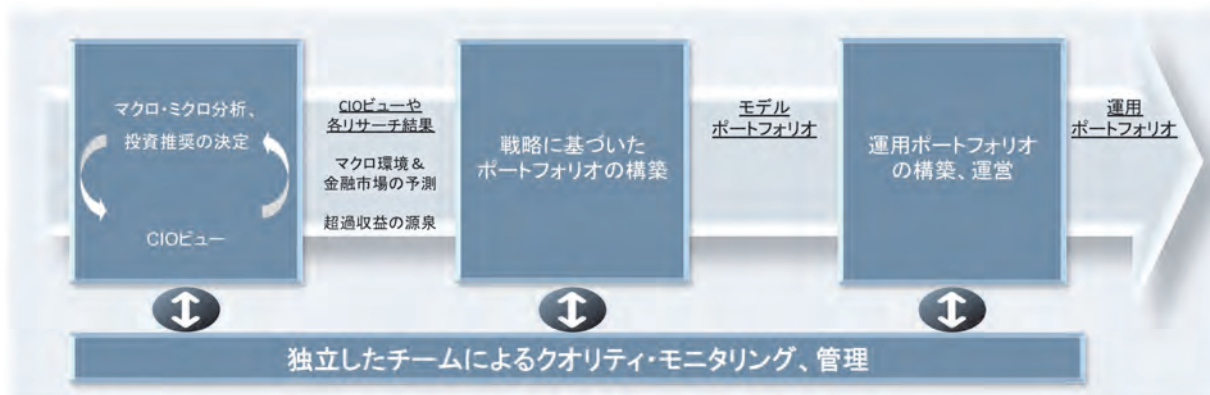 マクロ・ミクロ分析、
投資推奨の決定
CIOビュー
CIOビューや
各リサーチ結果
マクロ環境＆
金融市場の予測
超過収益の源泉
戦略に基づいた
ポートフォリオの構築
モデル
ポートフォリオ
運用ポートフォリオ
の構築、運営
運用
ポートフォリオ
独立したチームによるクオリティ・モニタリング、管理